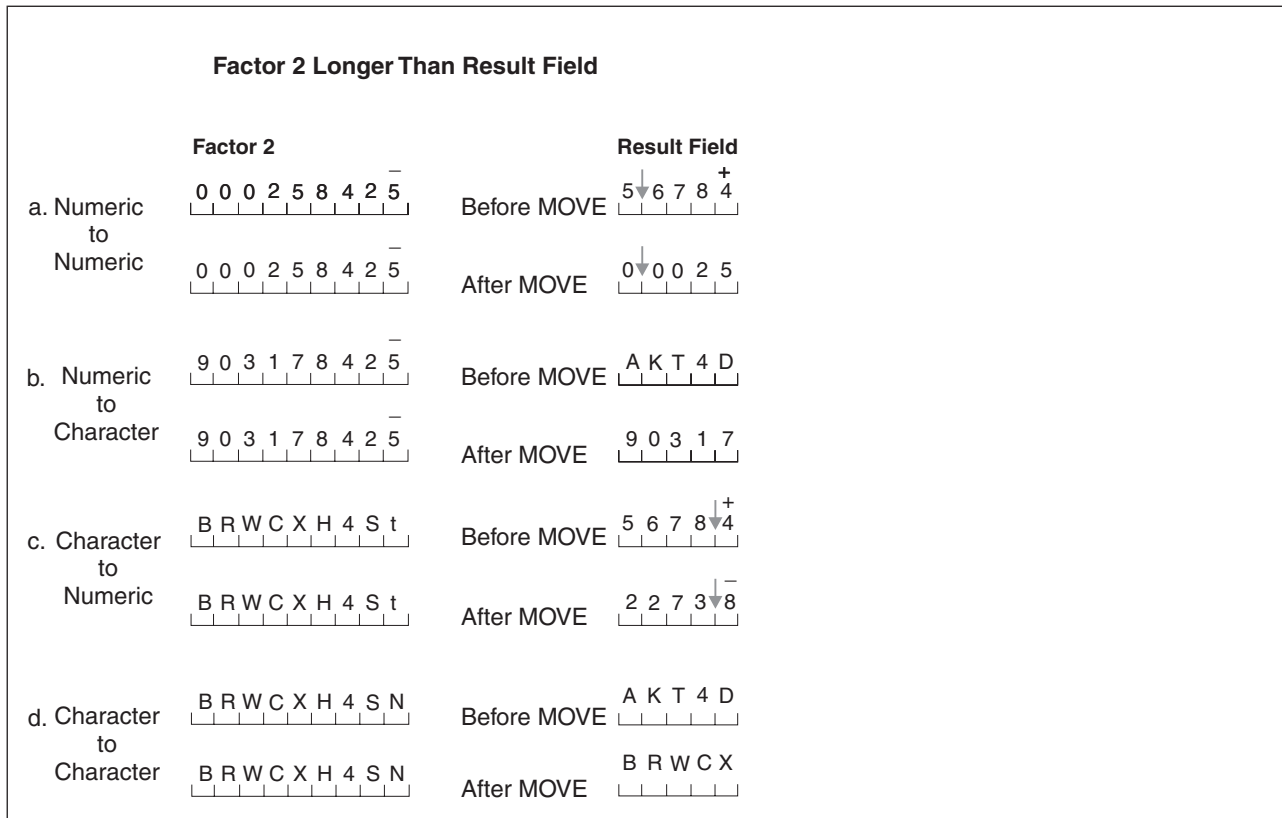 Factor 2 Longer Than Result Field
Factor 2 Result Field
a. Numeric to Numeric
0 0 0 2 5 8 4 2 5 − Before MOVE 5 6 7 8 4 +
0 0 0 2 5 8 4 2 5 − After MOVE 0 0 0 2 5
b. Numeric to Character
9 0 3 1 7 8 4 2 5 − Before MOVE A K T 4 D
9 0 3 1 7 8 4 2 5 − After MOVE 9 0 3 1 7
c. Character to Numeric
B R W C X H 4 S t Before MOVE 5 6 7 8 4 +
B R W C X H 4 S t After MOVE 2 2 7 3 8 −
d. Character to Character
B R W C X H 4 S N Before MOVE A K T 4 D
B R W C X H 4 S N After MOVE B R W C X